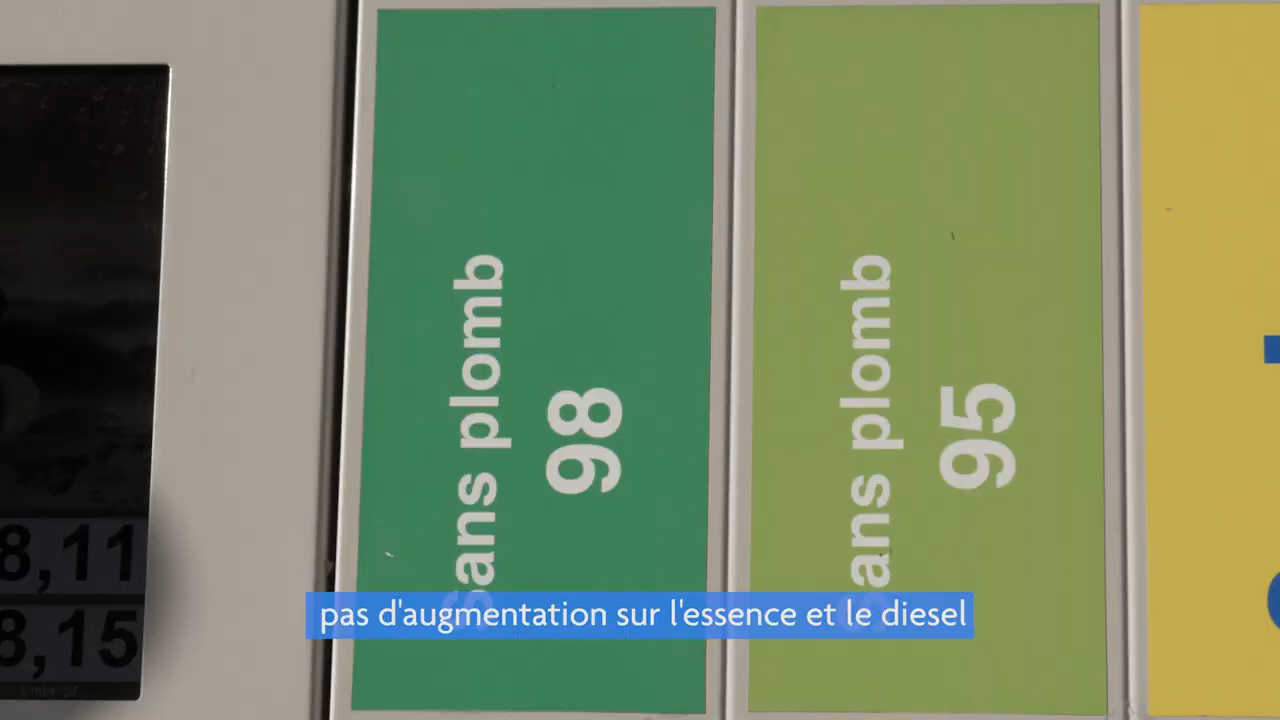 Sans plomb
98
Sans plomb
95
8,11
8,15
pas d'augmentation sur l'essence et le diesel